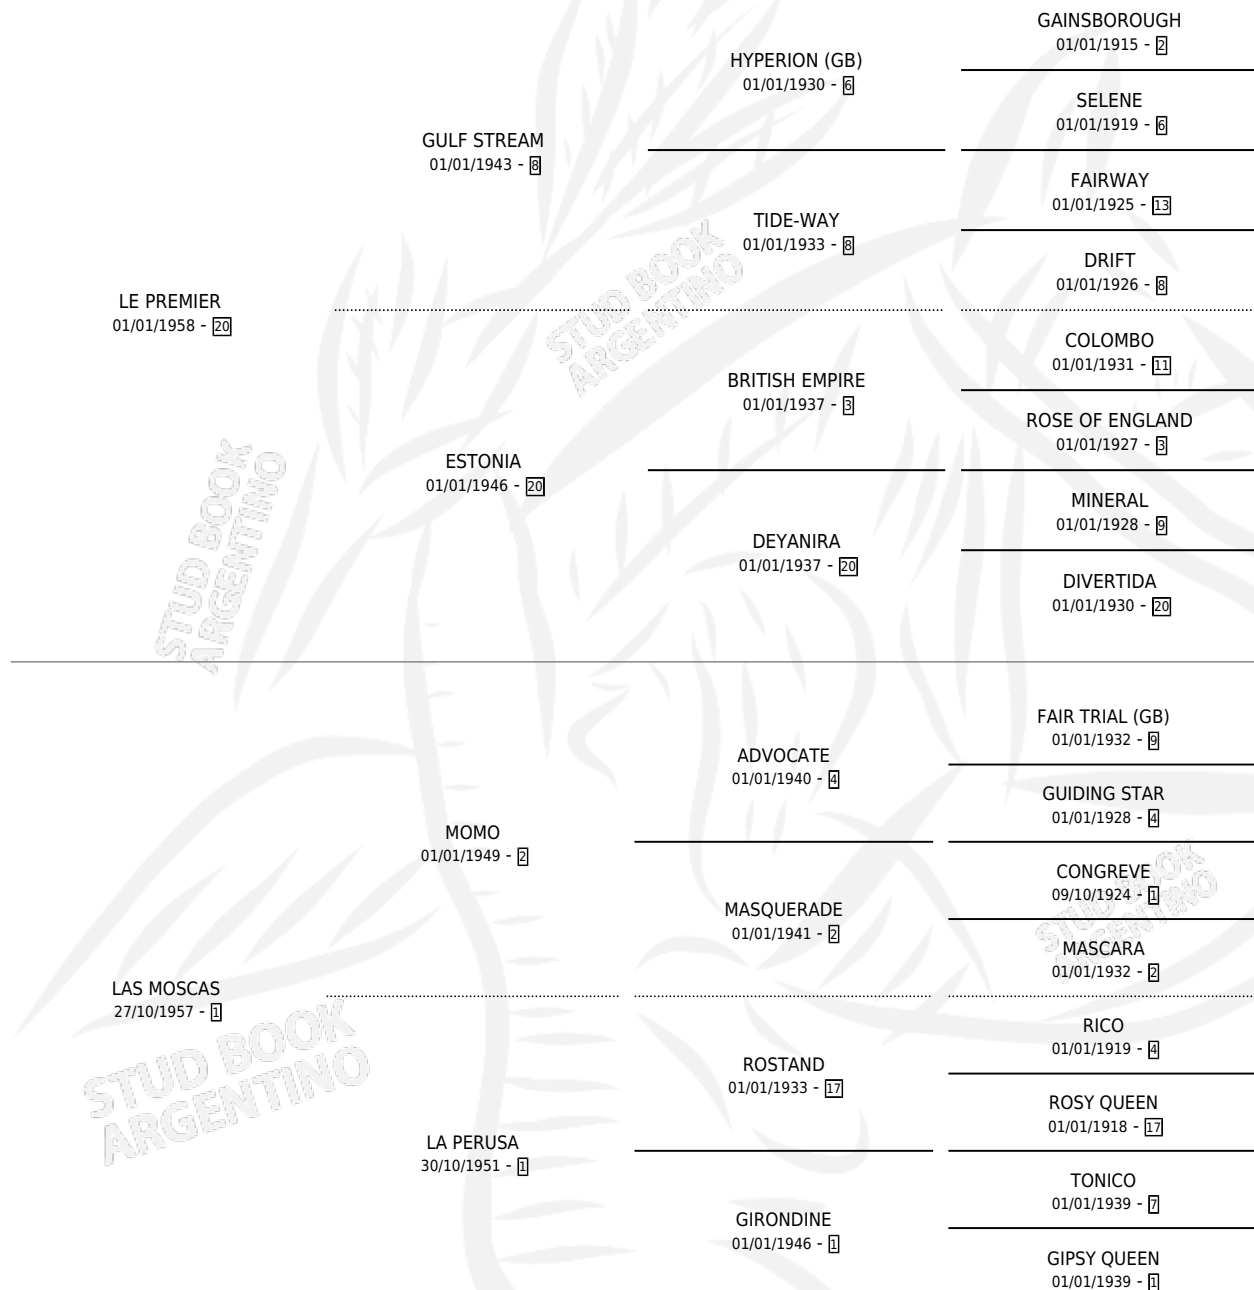 GAINSBOROUGH
01/01/1915 - 2
HYPERION (GB)
01/01/1930 - 6
SELENE
01/01/1919 - 6
GULF STREAM
01/01/1943 - 8
FAIRWAY
01/01/1925 - 13
TIDE-WAY
01/01/1933 - 8
DRIFT
01/01/1926 - 8
LE PREMIER
01/01/1958 - 20
STUD BOOK
ARGENTINO
COLOMBO
01/01/1931 - 11
BRITISH EMPIRE
01/01/1937 - 3
ROSE OF ENGLAND
01/01/1927 - 3
ESTONIA
01/01/1946 - 20
MINERAL
01/01/1928 - 9
DEYANIRA
01/01/1937 - 20
DIVERTIDA
01/01/1930 - 20
STUD BOOK
ARGENTINO
FAIR TRIAL (GB)
01/01/1932 - 9
ADVOCATE
01/01/1940 - 4
GUIDING STAR
01/01/1928 - 4
MOMO
01/01/1949 - 2
CONGREVE
09/10/1924 - 1
MASQUERADE
01/01/1941 - 2
MASCARA
01/01/1932 - 2
STUD BOOK
ARGENTINO
LAS MOSCAS
27/10/1957 - 1
RICO
01/01/1919 - 4
ROSTAND
01/01/1933 - 17
ROSY QUEEN
01/01/1918 - 17
STUD BOOK
ARGENTINO
LA PERUSA
30/10/1951 - 1
TONICO
01/01/1939 - 7
GIRONDINE
01/01/1946 - 1
GIPSY QUEEN
01/01/1939 - 1